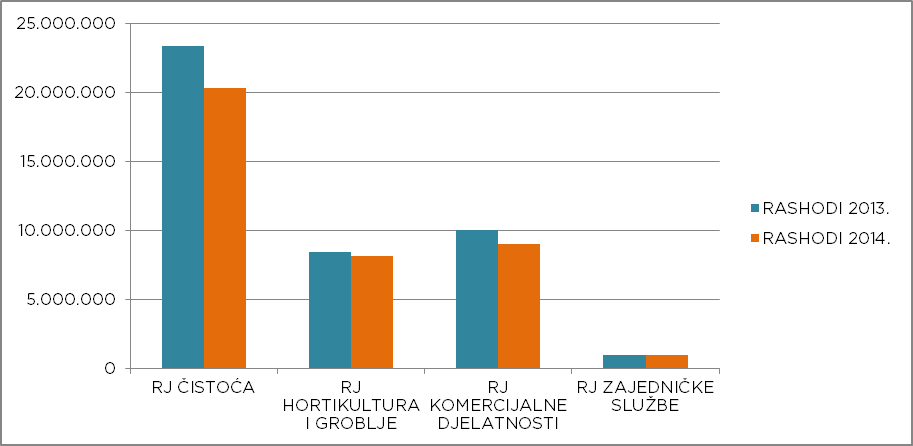 25.000.000
20.000.000
15.000.000
10.000.000
5.000.000
0
RJ ČISTOĆA
RJ
HORTIKULTURA
I GROBLJE
RJ
KOMERCIJALNE
DJELATNOSTI
RJ ZAJEDNIČKE
SLUŽBE
RASHODI 2013.
RASHODI 2014.